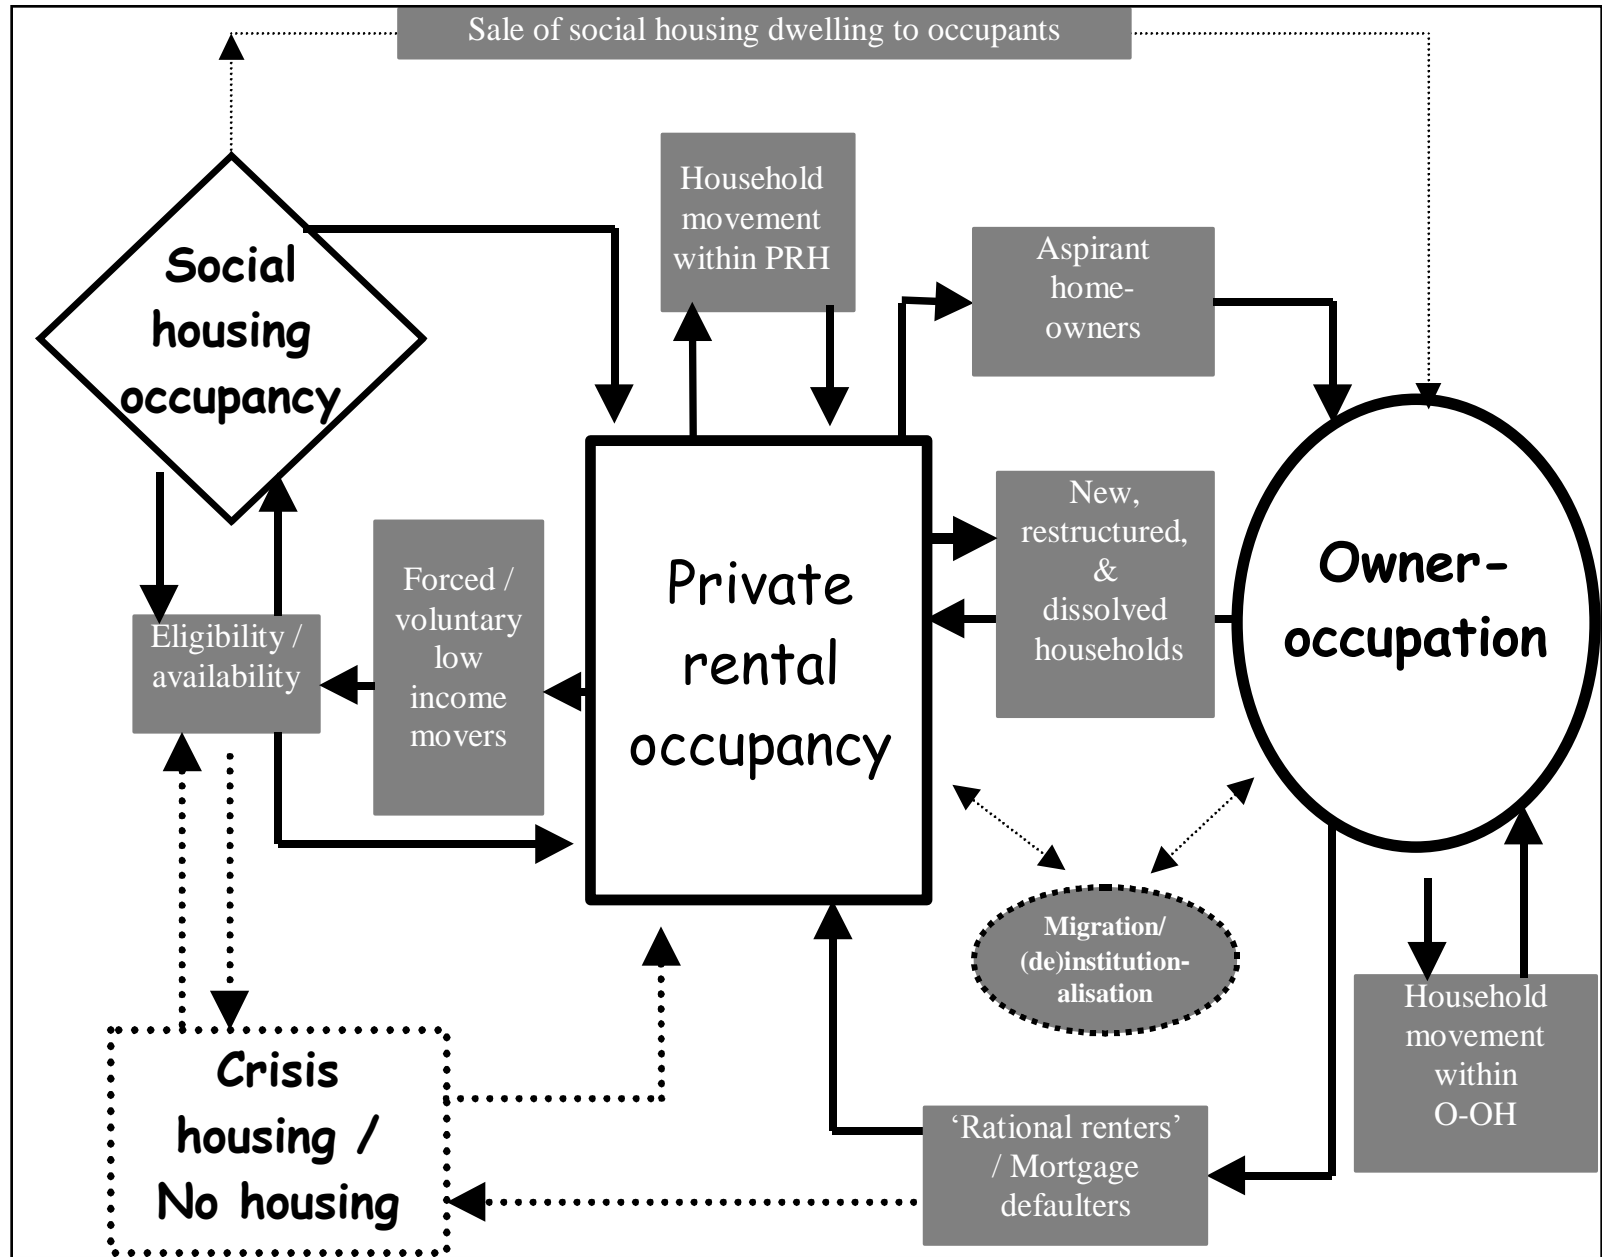 Sale of social housing dwelling to occupants
Social
housing
occupancy
Household
movement
within PRH
Aspirant
home-
owners
New,
restructured,
&
dissolved
households
Owner-
occupation
Private
rental
occupancy
Forced /
voluntary
low
income
movers
Eligibility /
availability
Migration/
(de)institution-
alisation
Household
movement
within
O-OH
Crisis
housing /
No housing
‘Rational renters’
/ Mortgage
defaulters